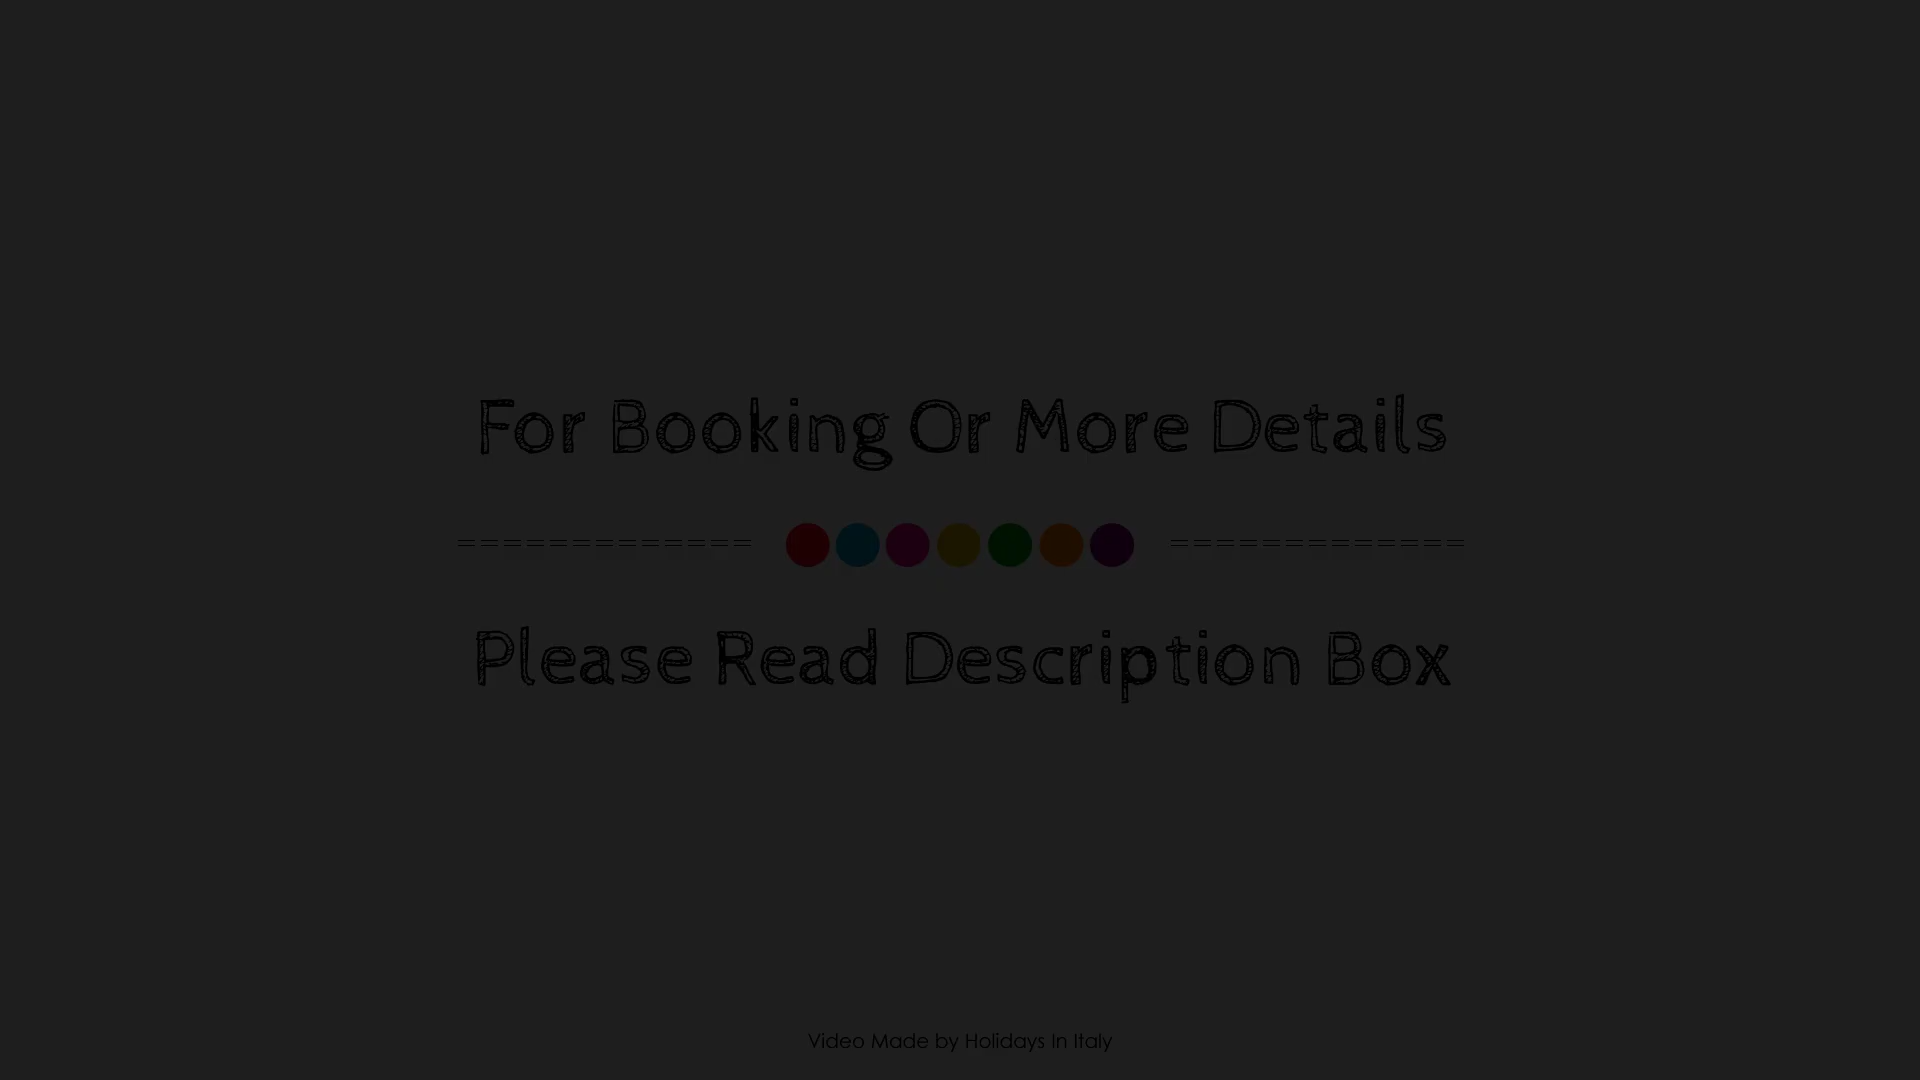 For Booking Or More Details
============= =============
Please Read Description Box
Video Made by Holidays In Italy